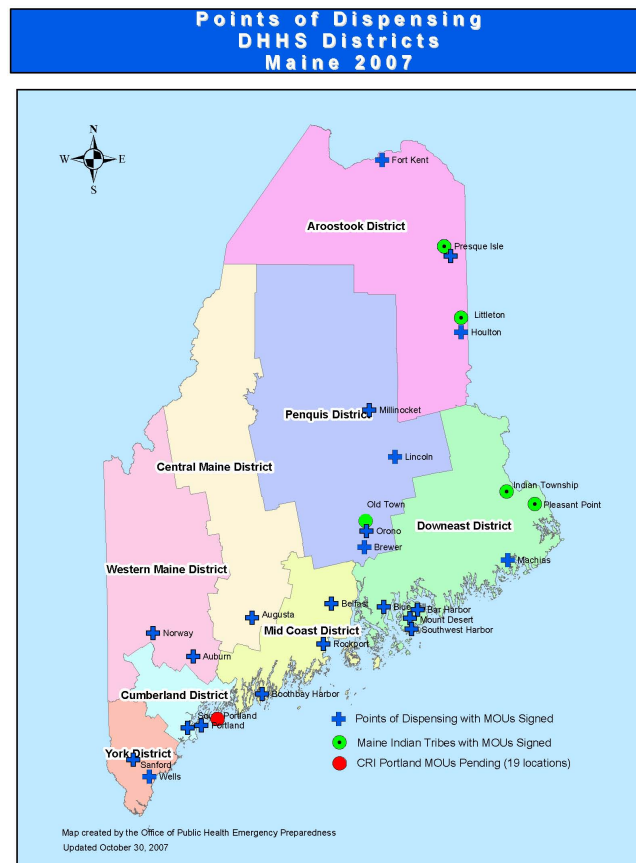 Points of Dispensing
DHHS Districts
Maine 2007
N
W E
S
Fort Kent
Aroostook District
Presque Isle
Littleton
Houlton
Millinocket
Penquis District
Lincoln
Central Maine District
Indian Township
Pleasant Point
Old Town
Downeast District
Orono
Brewer
Machias
Western Maine District
Belfast
Blue
Bar Harbor
Augusta
Mount Desert
Mid Coast District
Southwest Harbor
Norway
Rockport
Auburn
Cumberland District
Boothbay Harbor
South Portland
Portland
York District
Sanford
Wells
Points of Dispensing with MOUs Signed
Maine Indian Tribes with MOUs Signed
CRI Portland MOUs Pending (19 locations)
Map created by the Office of Public Health Emergency Preparedness
Updated October 30, 2007